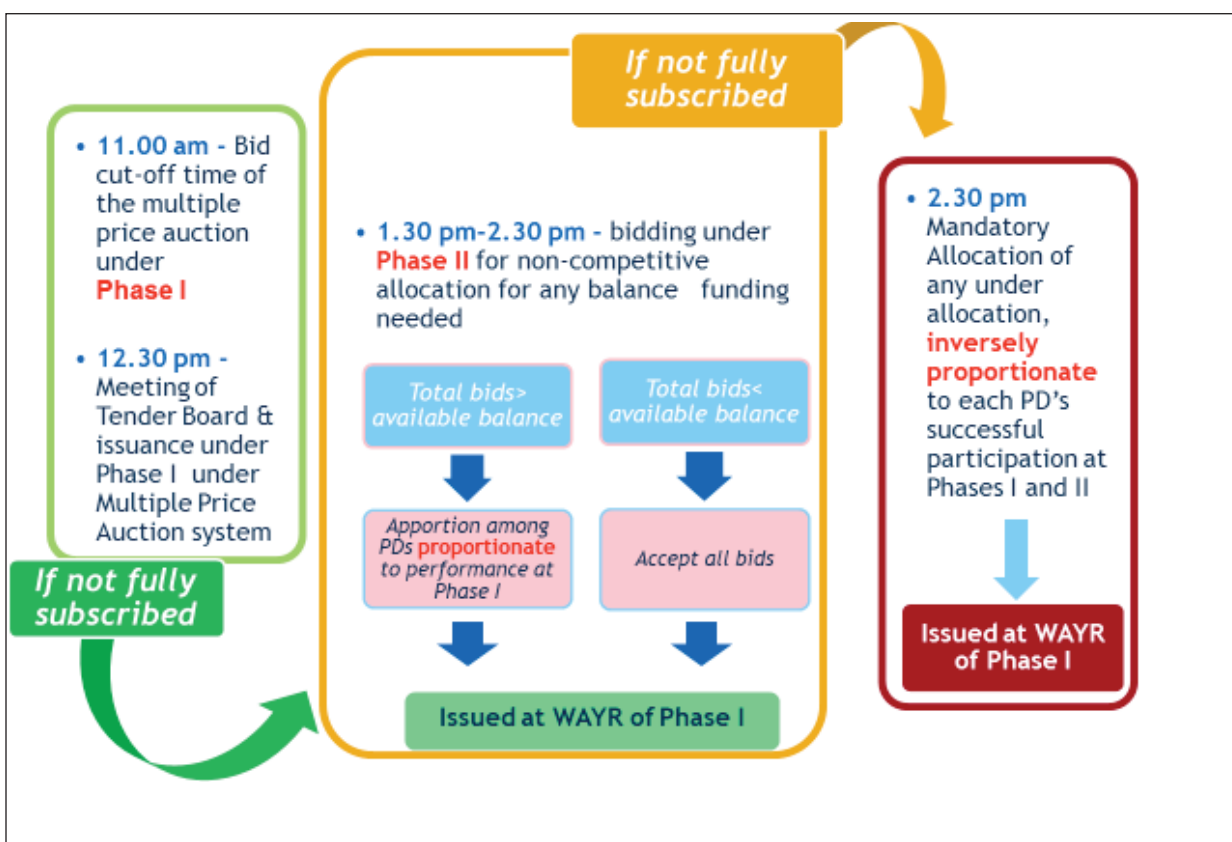 • 11.00 am - Bid
cut-off time of
the multiple
price auction
under
Phase I
• 12.30 pm -
Meeting of
Tender Board &
issuance under
Phase I under
Multiple Price
Auction system
If not fully
subscribed
If not fully
subscribed
• 1.30 pm-2.30 pm - bidding under
Phase II for non-competitive
allocation for any balance funding
needed
Total bids>
available balance
Total bids<
available balance
Apportion among
PDs proportionate
to performance at
Phase I
Accept all bids
Issued at WAYR of Phase I
• 2.30 pm
Mandatory
Allocation of
any under
allocation,
inversely
proportionate
to each PD's
successful
participation at
Phases I and II
Issued at WAYR
of Phase I